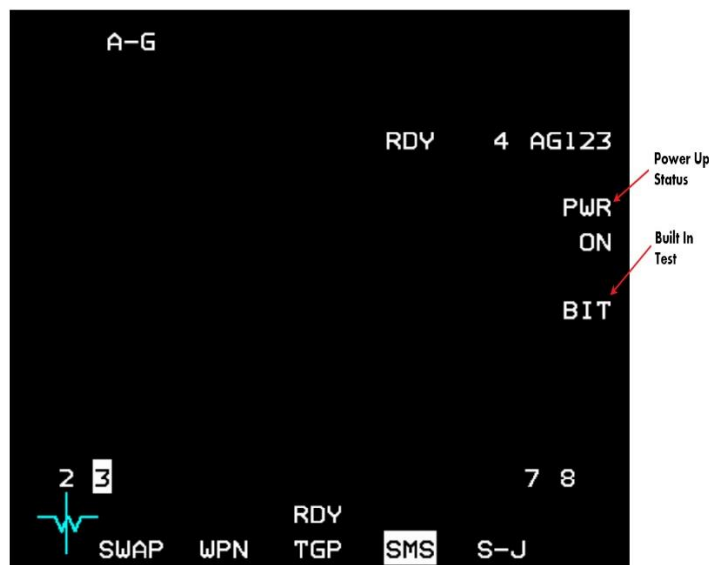 A-G
RDY 4 AG123
Power Up
Status
PWR
ON
Built In
Test
BIT
2 3 7 8
RDY
SWAP WPN TGP SMS S-J